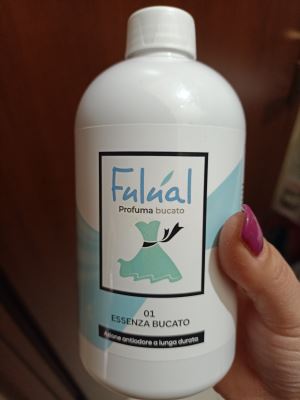 Fulúal
Profuma bucato
01
ESSENZA BUCATO
Azione antiodore a lunga durata